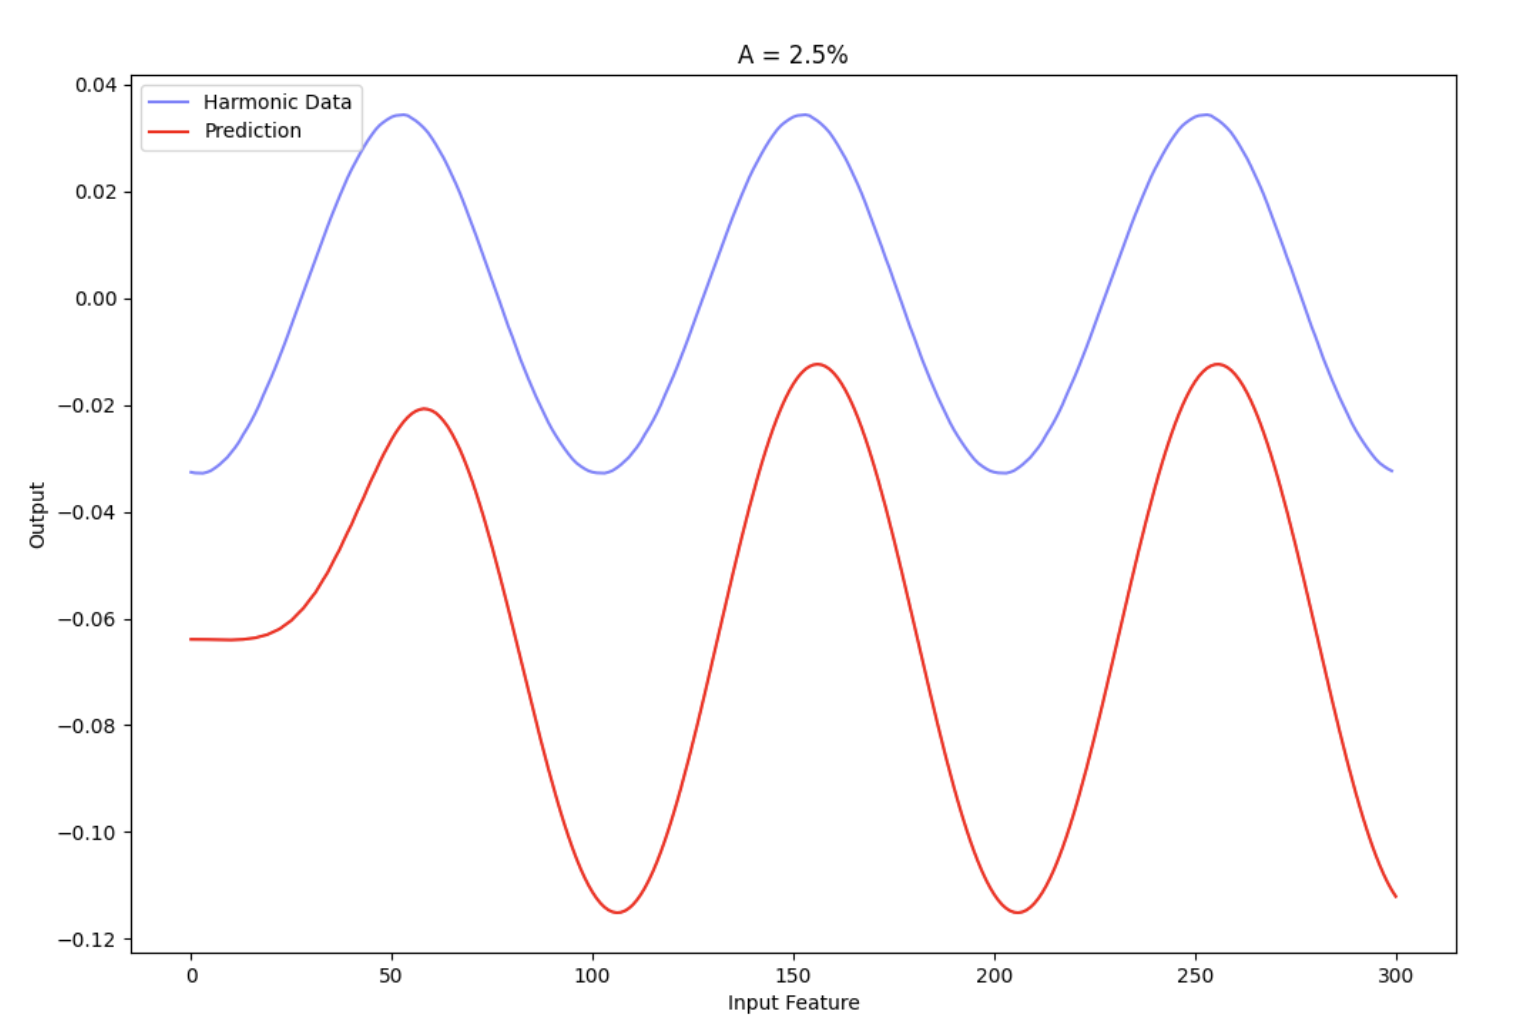 A = 2.5%
Harmonic Data
Prediction
0.04
0.02
0.00
−0.02
−0.04
−0.06
−0.08
−0.10
−0.12
Output
0 50 100 150 200 250 300
Input Feature